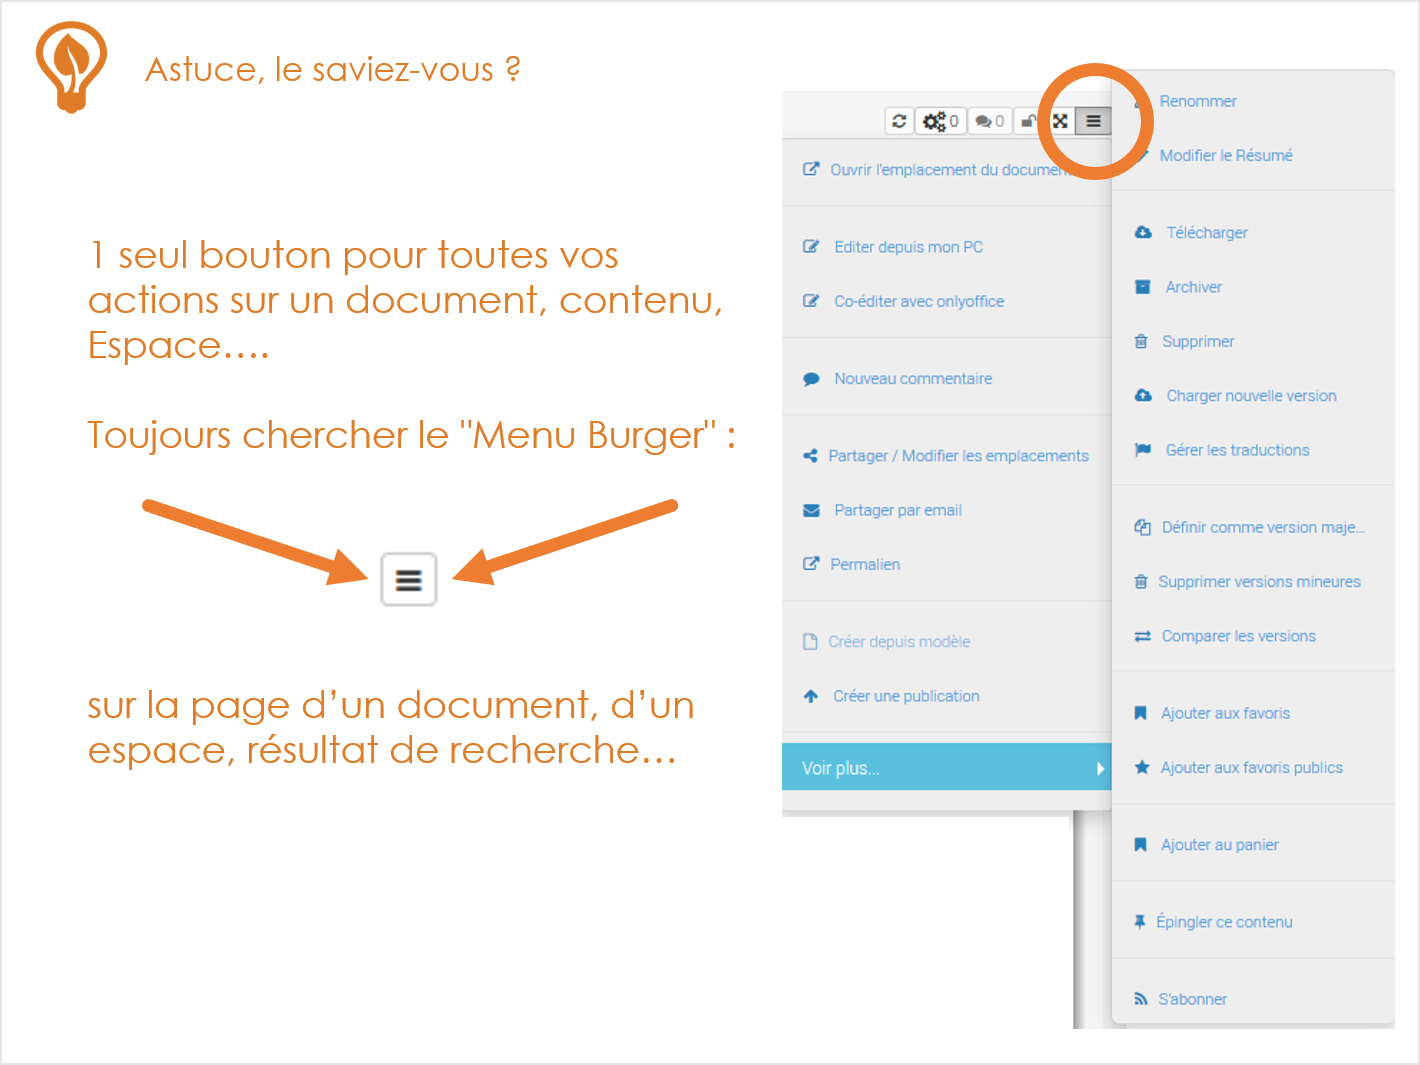 Astuce, le saviez-vous ?
1 seul bouton pour toutes vos
actions sur un document, contenu,
Espace....
Toujours chercher le "Menu Burger" :
sur la page d’un document, d’un
espace, résultat de recherche...
0
0
Ouvrir l'emplacement du documen
Editer depuis mon PC
Co-éditer avec onlyoffice
Nouveau commentaire
Partager / Modifier les emplacements
Partager par email
Permalien
Créer depuis modèle
Créer une publication
Voir plus...
Renommer
Modifier le Résumé
Télécharger
Archiver
Supprimer
Charger nouvelle version
Gérer les traductions
Définir comme version maje...
Supprimer versions mineures
Comparer les versions
Ajouter aux favoris
Ajouter aux favoris publics
Ajouter au panier
Épingler ce contenu
S'abonner